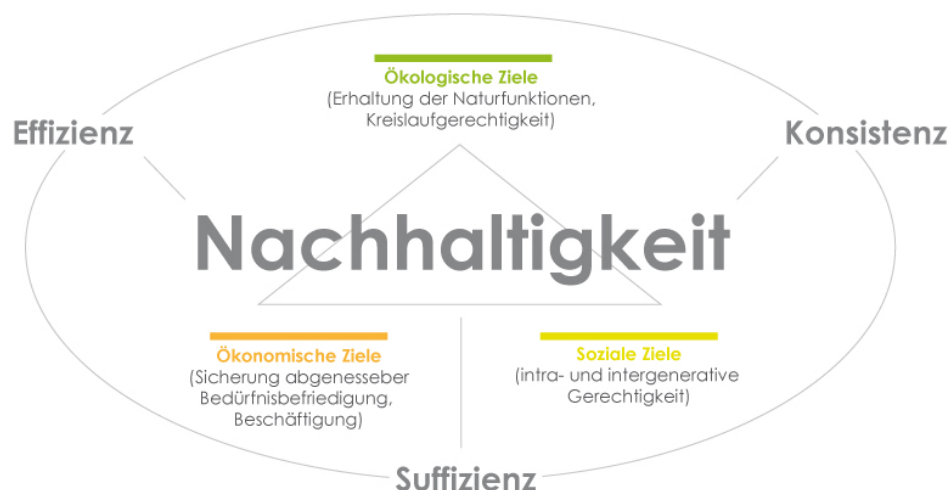 Ökologische Ziele
(Erhaltung der Naturfunktionen,
Kreislaufgerechtigkeit)
Effizienz
Konsistenz
Nachhaltigkeit
Ökonomische Ziele
(Sicherung abgenesseber
Bedürfnisbefriedigung,
Beschäftigung)
Soziale Ziele
(intra- und intergenerative
Gerechtigkeit)
Suffizienz